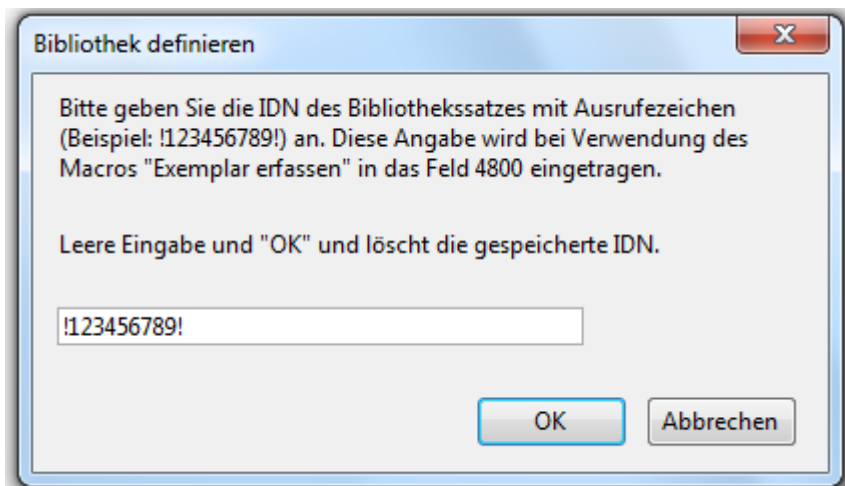 Bibliothek definieren
Bitte geben Sie die IDN des Bibliothekssatzes mit Ausrufezeichen
(Beispiel: !123456789!) an. Diese Angabe wird bei Verwendung des
Macros "Exemplar erfassen" in das Feld 4800 eingetragen.
Leere Eingabe und "OK" und löscht die gespeicherte IDN.
!123456789!
OK
Abbrechen